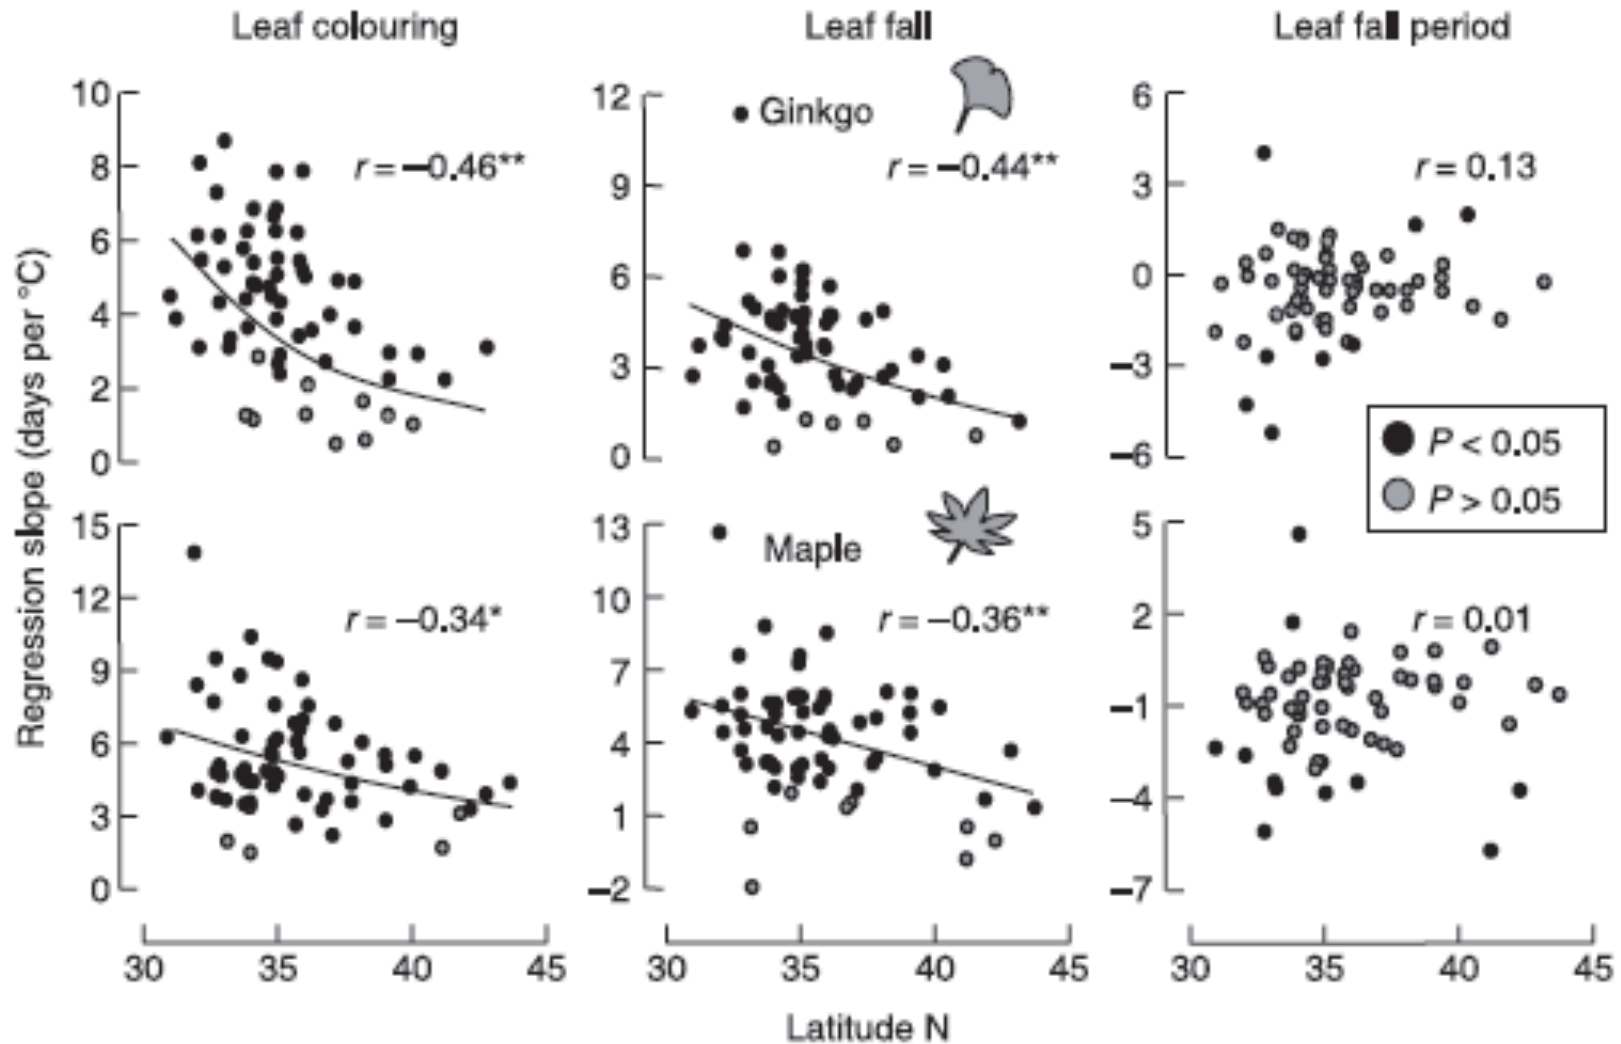 Leaf colouring
Leaf fall
Leaf fall period
Regression slope (days per °C)
10
8
6
4
2
0
r = −0.46**
12
9
6
3
0
Ginkgo
r = −0.44**
6
3
0
−3
−6
r = 0.13
P < 0.05
P > 0.05
15
12
9
6
3
0
r = −0.34*
13
10
7
4
1
−2
Maple
r = −0.36**
5
2
−1
−4
−7
r = 0.01
30 35 40 45
30 35 40 45
30 35 40 45
Latitude N